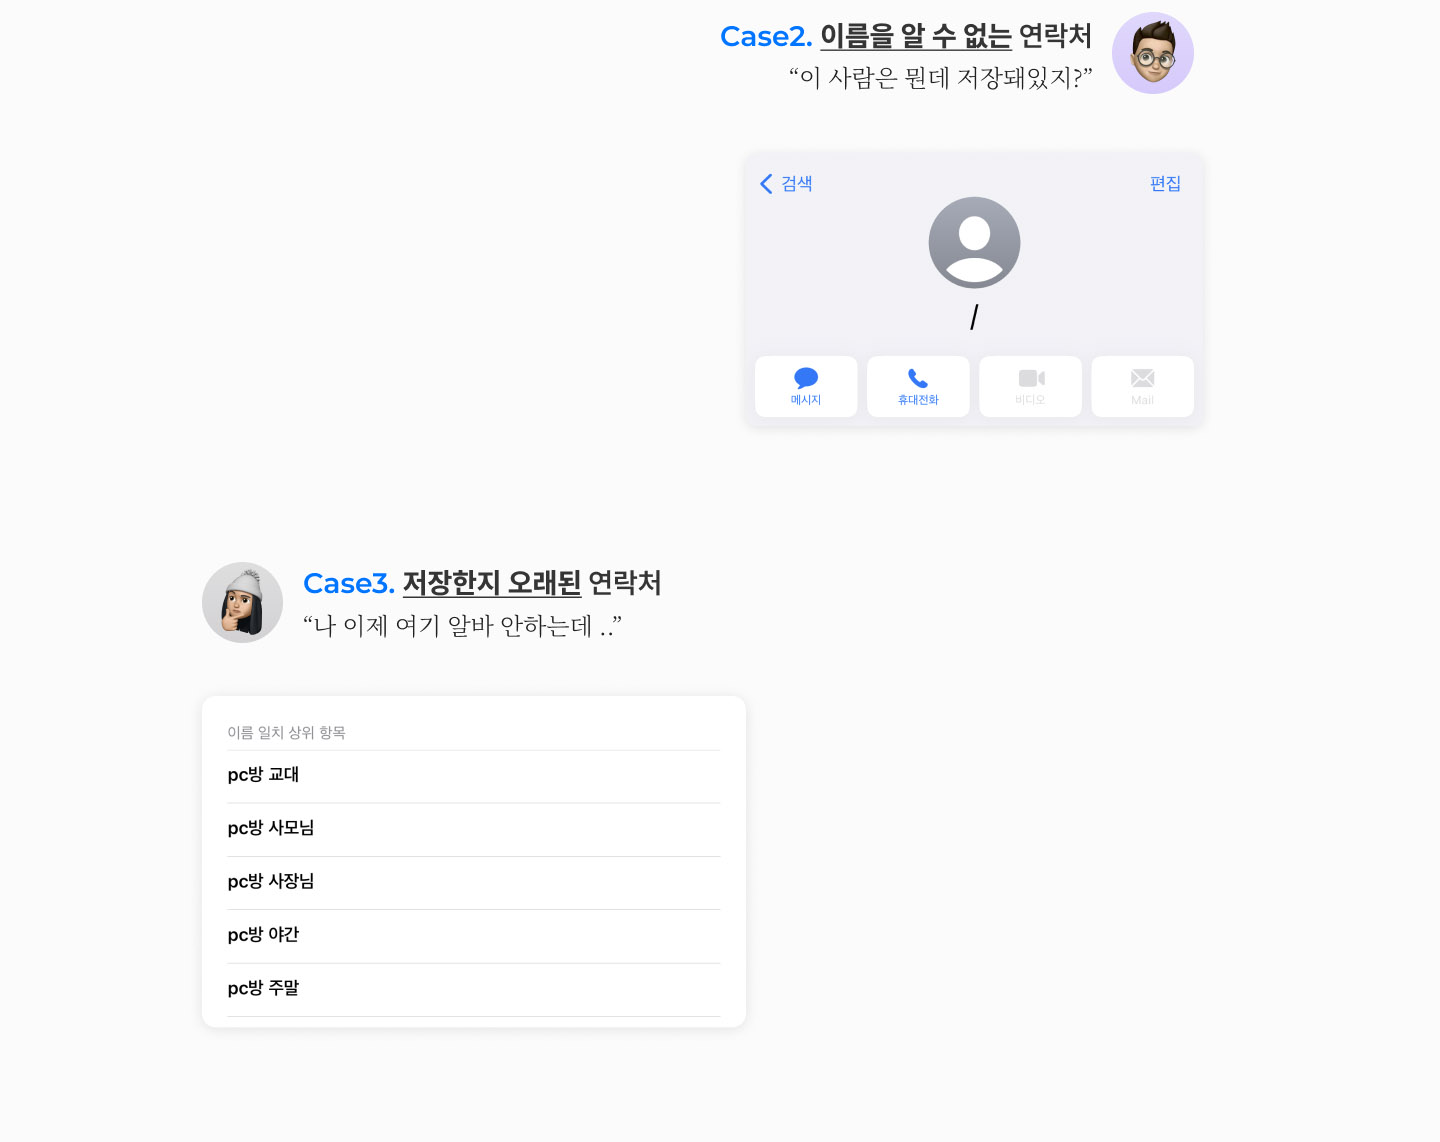 Case2. 이름을 알 수 없는 연락처
“이 사람은 뭔데 저장돼있지?”
검색
편집
/
메시지
휴대전화
비디오
Mail
Case3. 저장한지 오래된 연락처
“나 이제 여기 알바 안하는데 ..”
이름 일치 상위 항목
pc방 교대
pc방 사모님
pc방 사장님
pc방 야간
pc방 주말